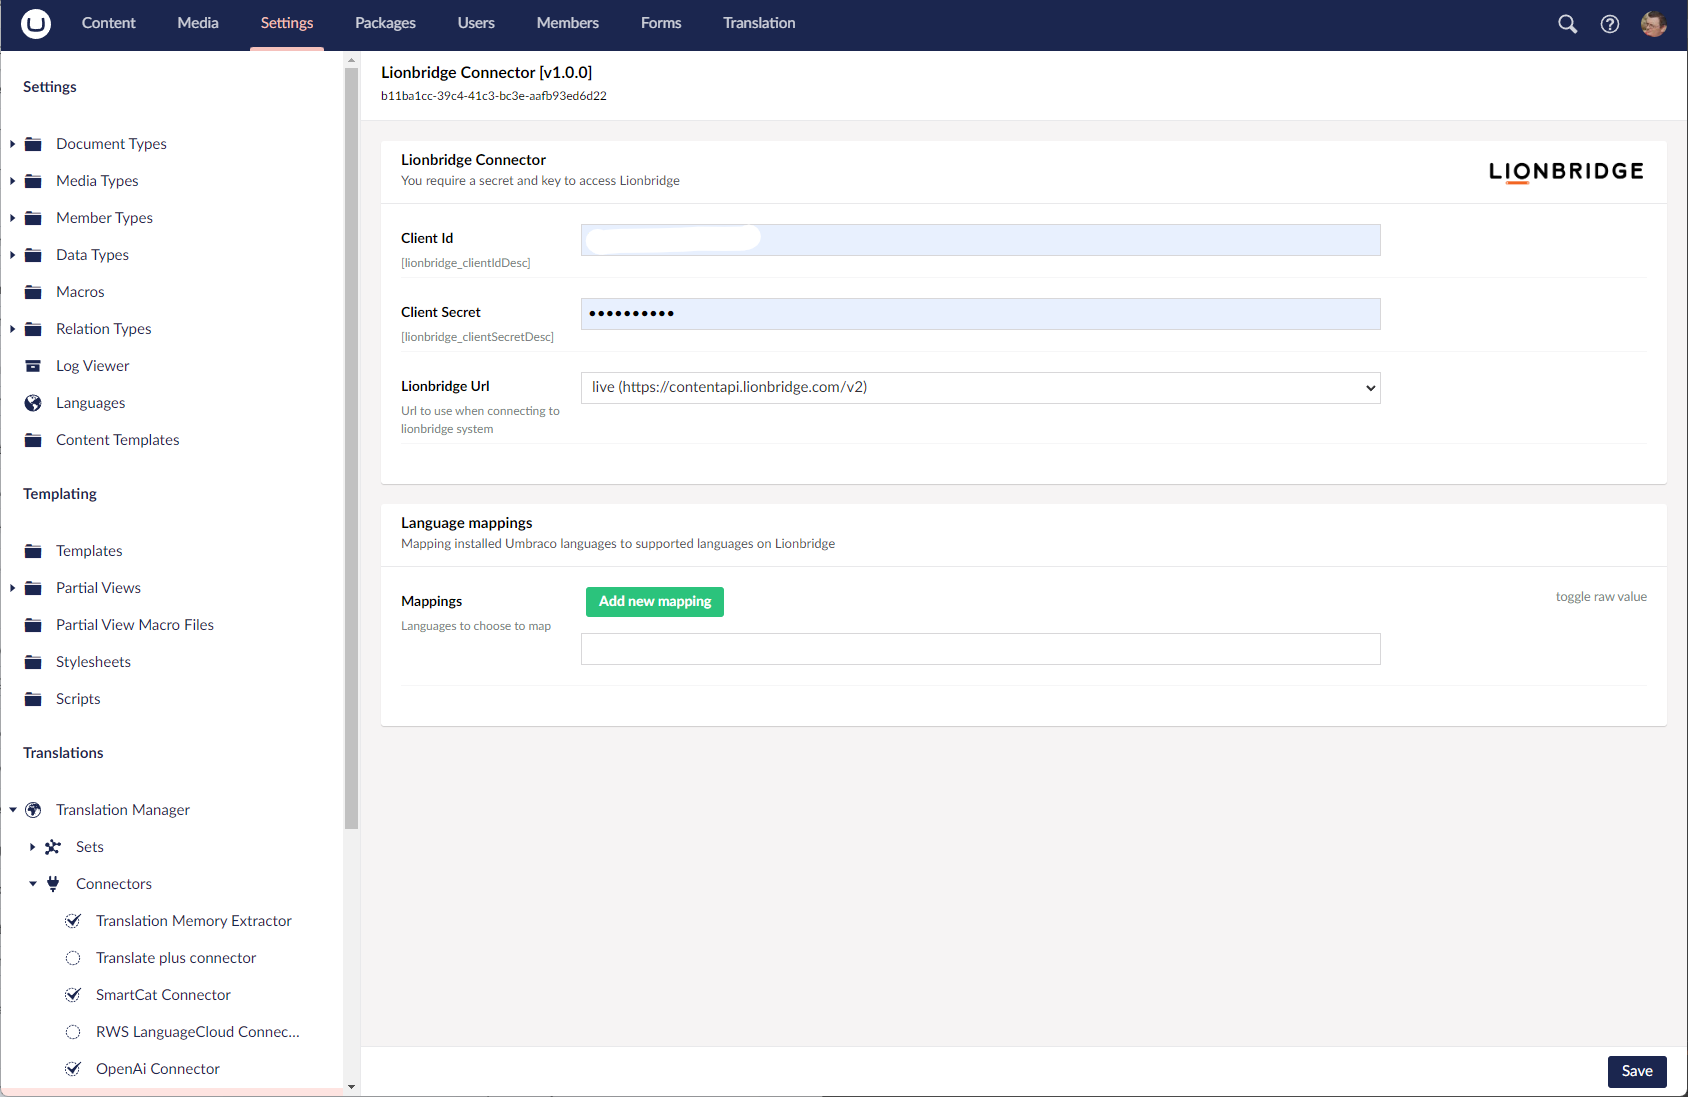 Content Media Settings Packages Users Members Forms Translation
Settings
Document Types
Media Types
Member Types
Data Types
Macros
Relation Types
Log Viewer
Languages
Content Templates
Templating
Templates
Partial Views
Partial View Macro Files
Stylesheets
Scripts
Translations
Translation Manager
Sets
Connectors
Translation Memory Extractor
Translate plus connector
SmartCat Connector
RWS LanguageCloud Connec...
OpenAi Connector
Lionbridge Connector [v1.0.0]
b11ba1cc-39c4-41c3-bc3e-aafb93ed6d22
Lionbridge Connector
You require a secret and key to access Lionbridge
LIONBRIDGE
Client Id
[lionbridge_clientIdDesc]
Client Secret
••••••••••
[lionbridge_clientSecretDesc]
Lionbridge Url
live (https://contentapi.lionbridge.com/v2)
Url to use when connecting to
lionbridge system
Language mappings
Mapping installed Umbraco languages to supported languages on Lionbridge
Mappings
Add new mapping
toggle raw value
Languages to choose to map
Save